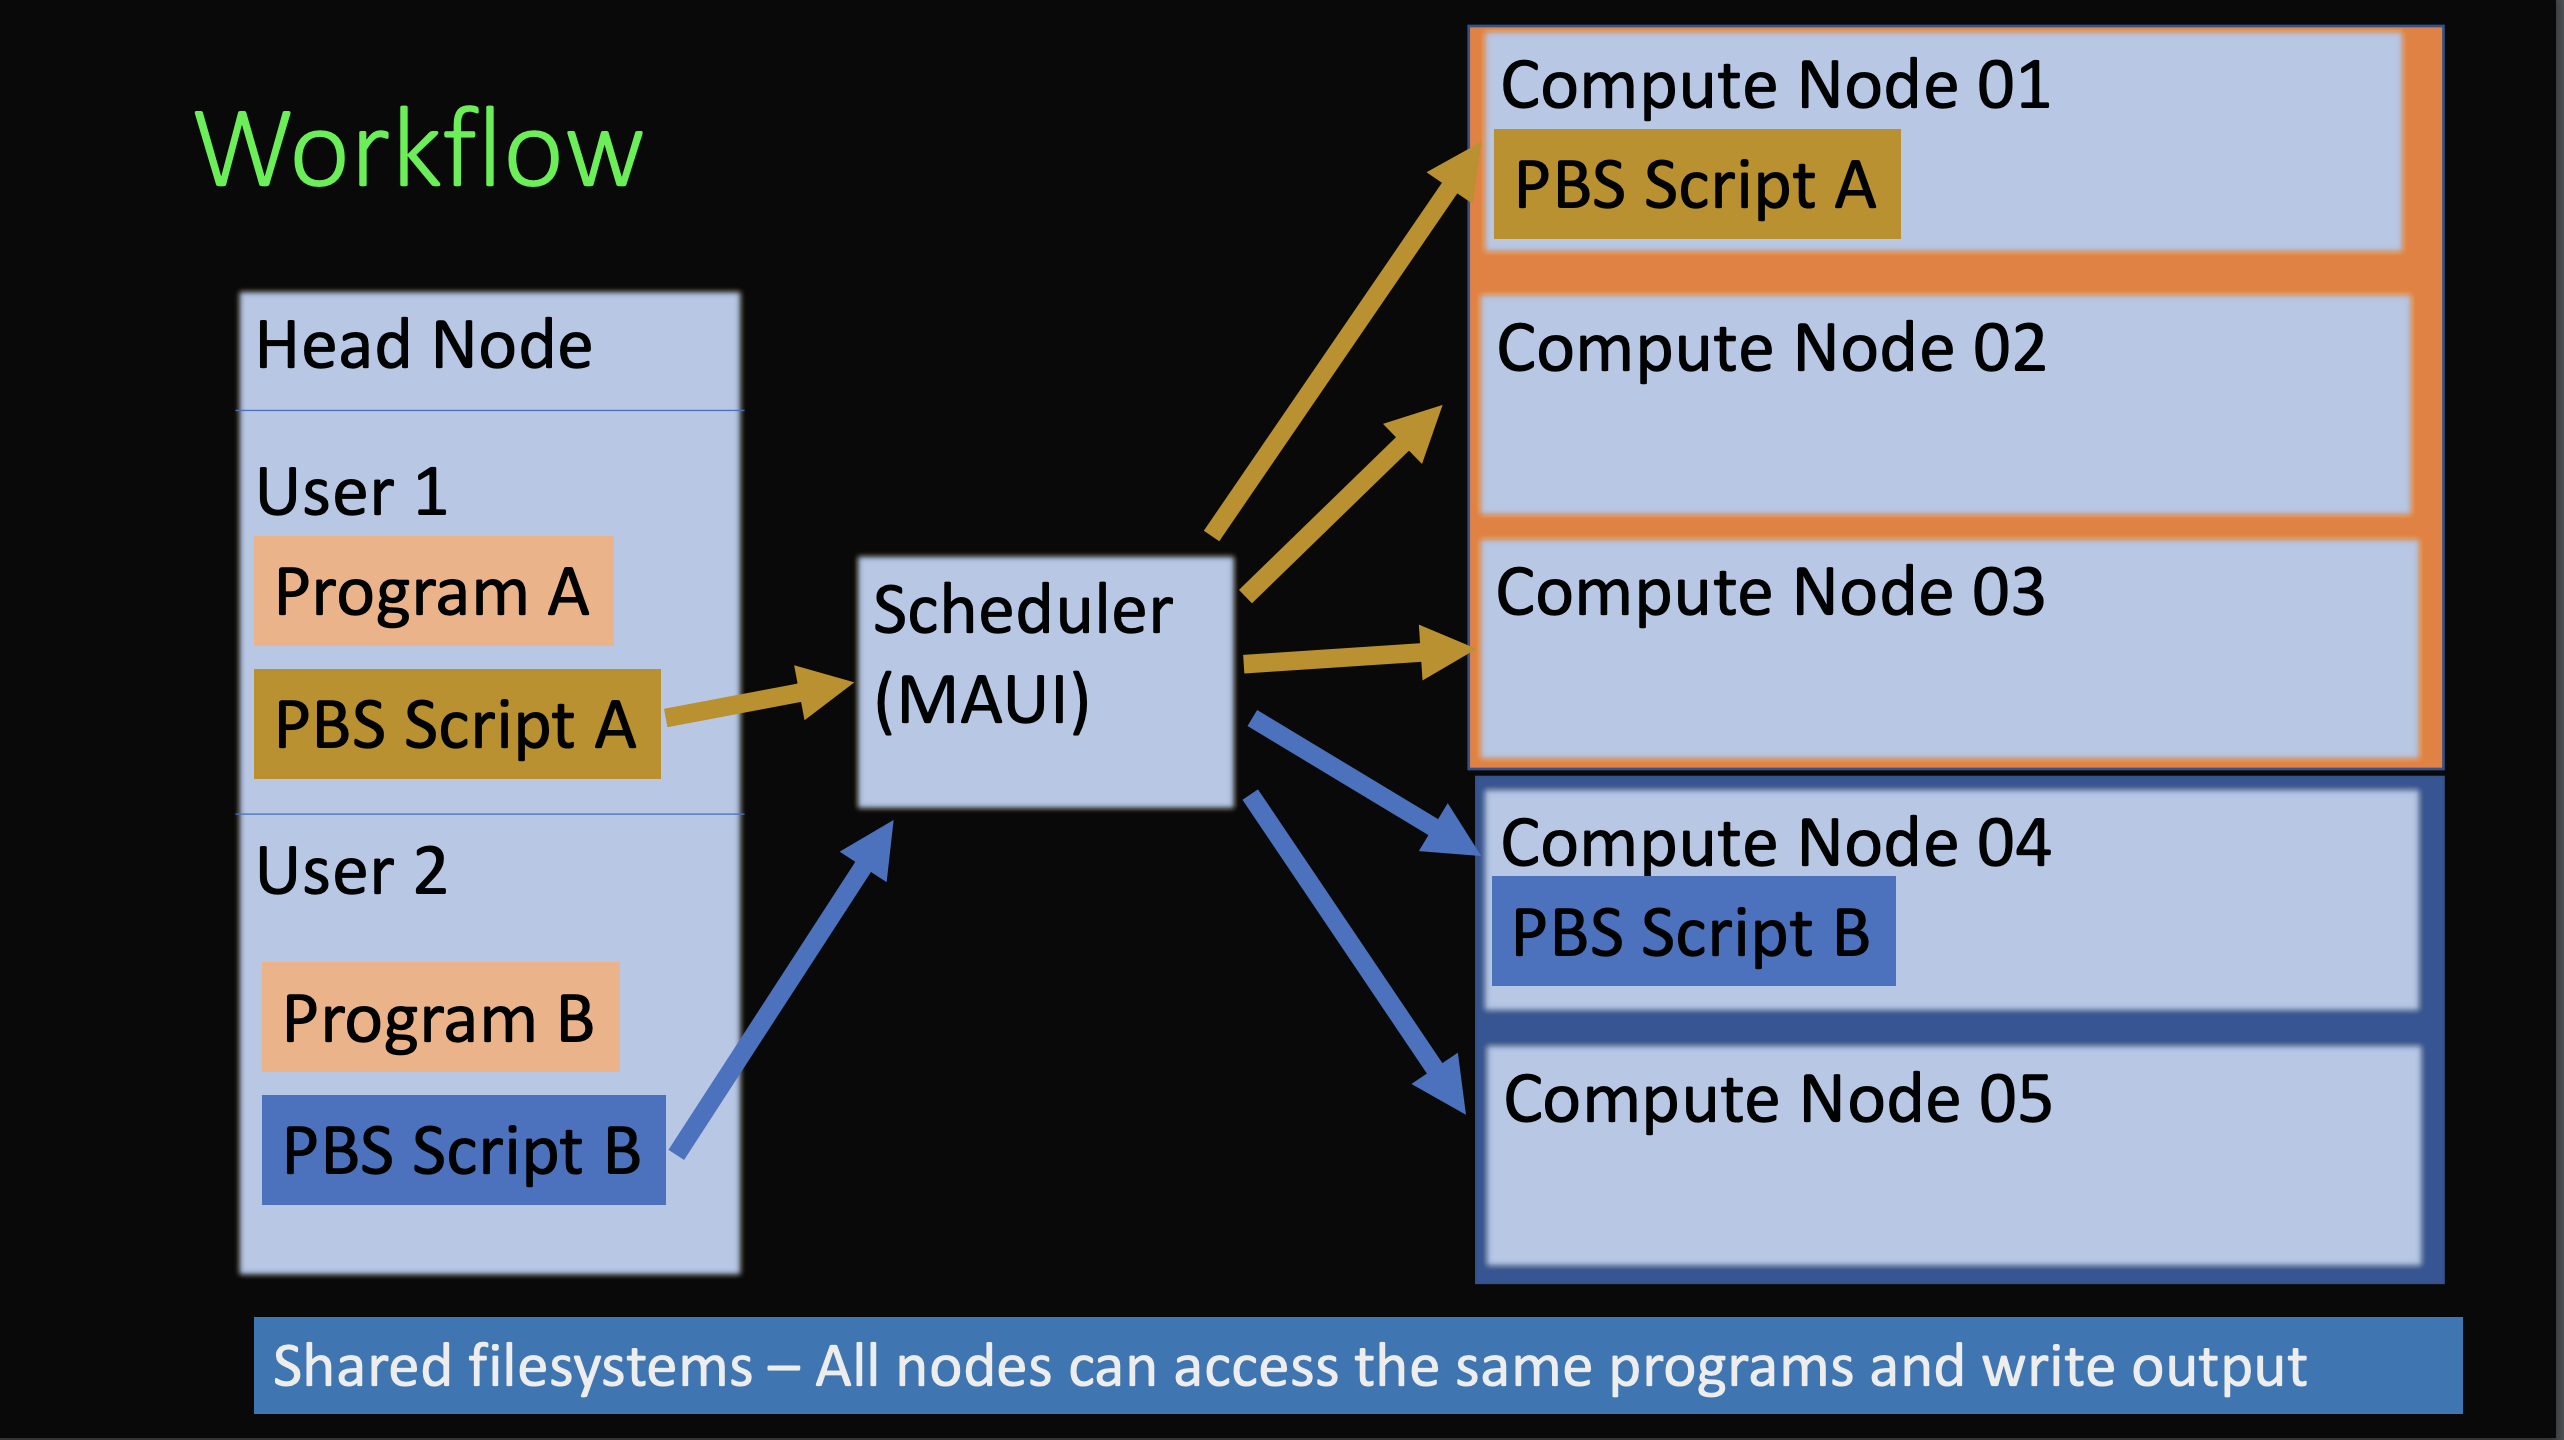 Workflow
Head Node
User 1
Program A
PBS Script A
User 2
Program B
PBS Script B
Scheduler
(MAUI)
Compute Node 01
PBS Script A
Compute Node 02
Compute Node 03
Compute Node 04
PBS Script B
Compute Node 05
Shared filesystems – All nodes can access the same programs and write output